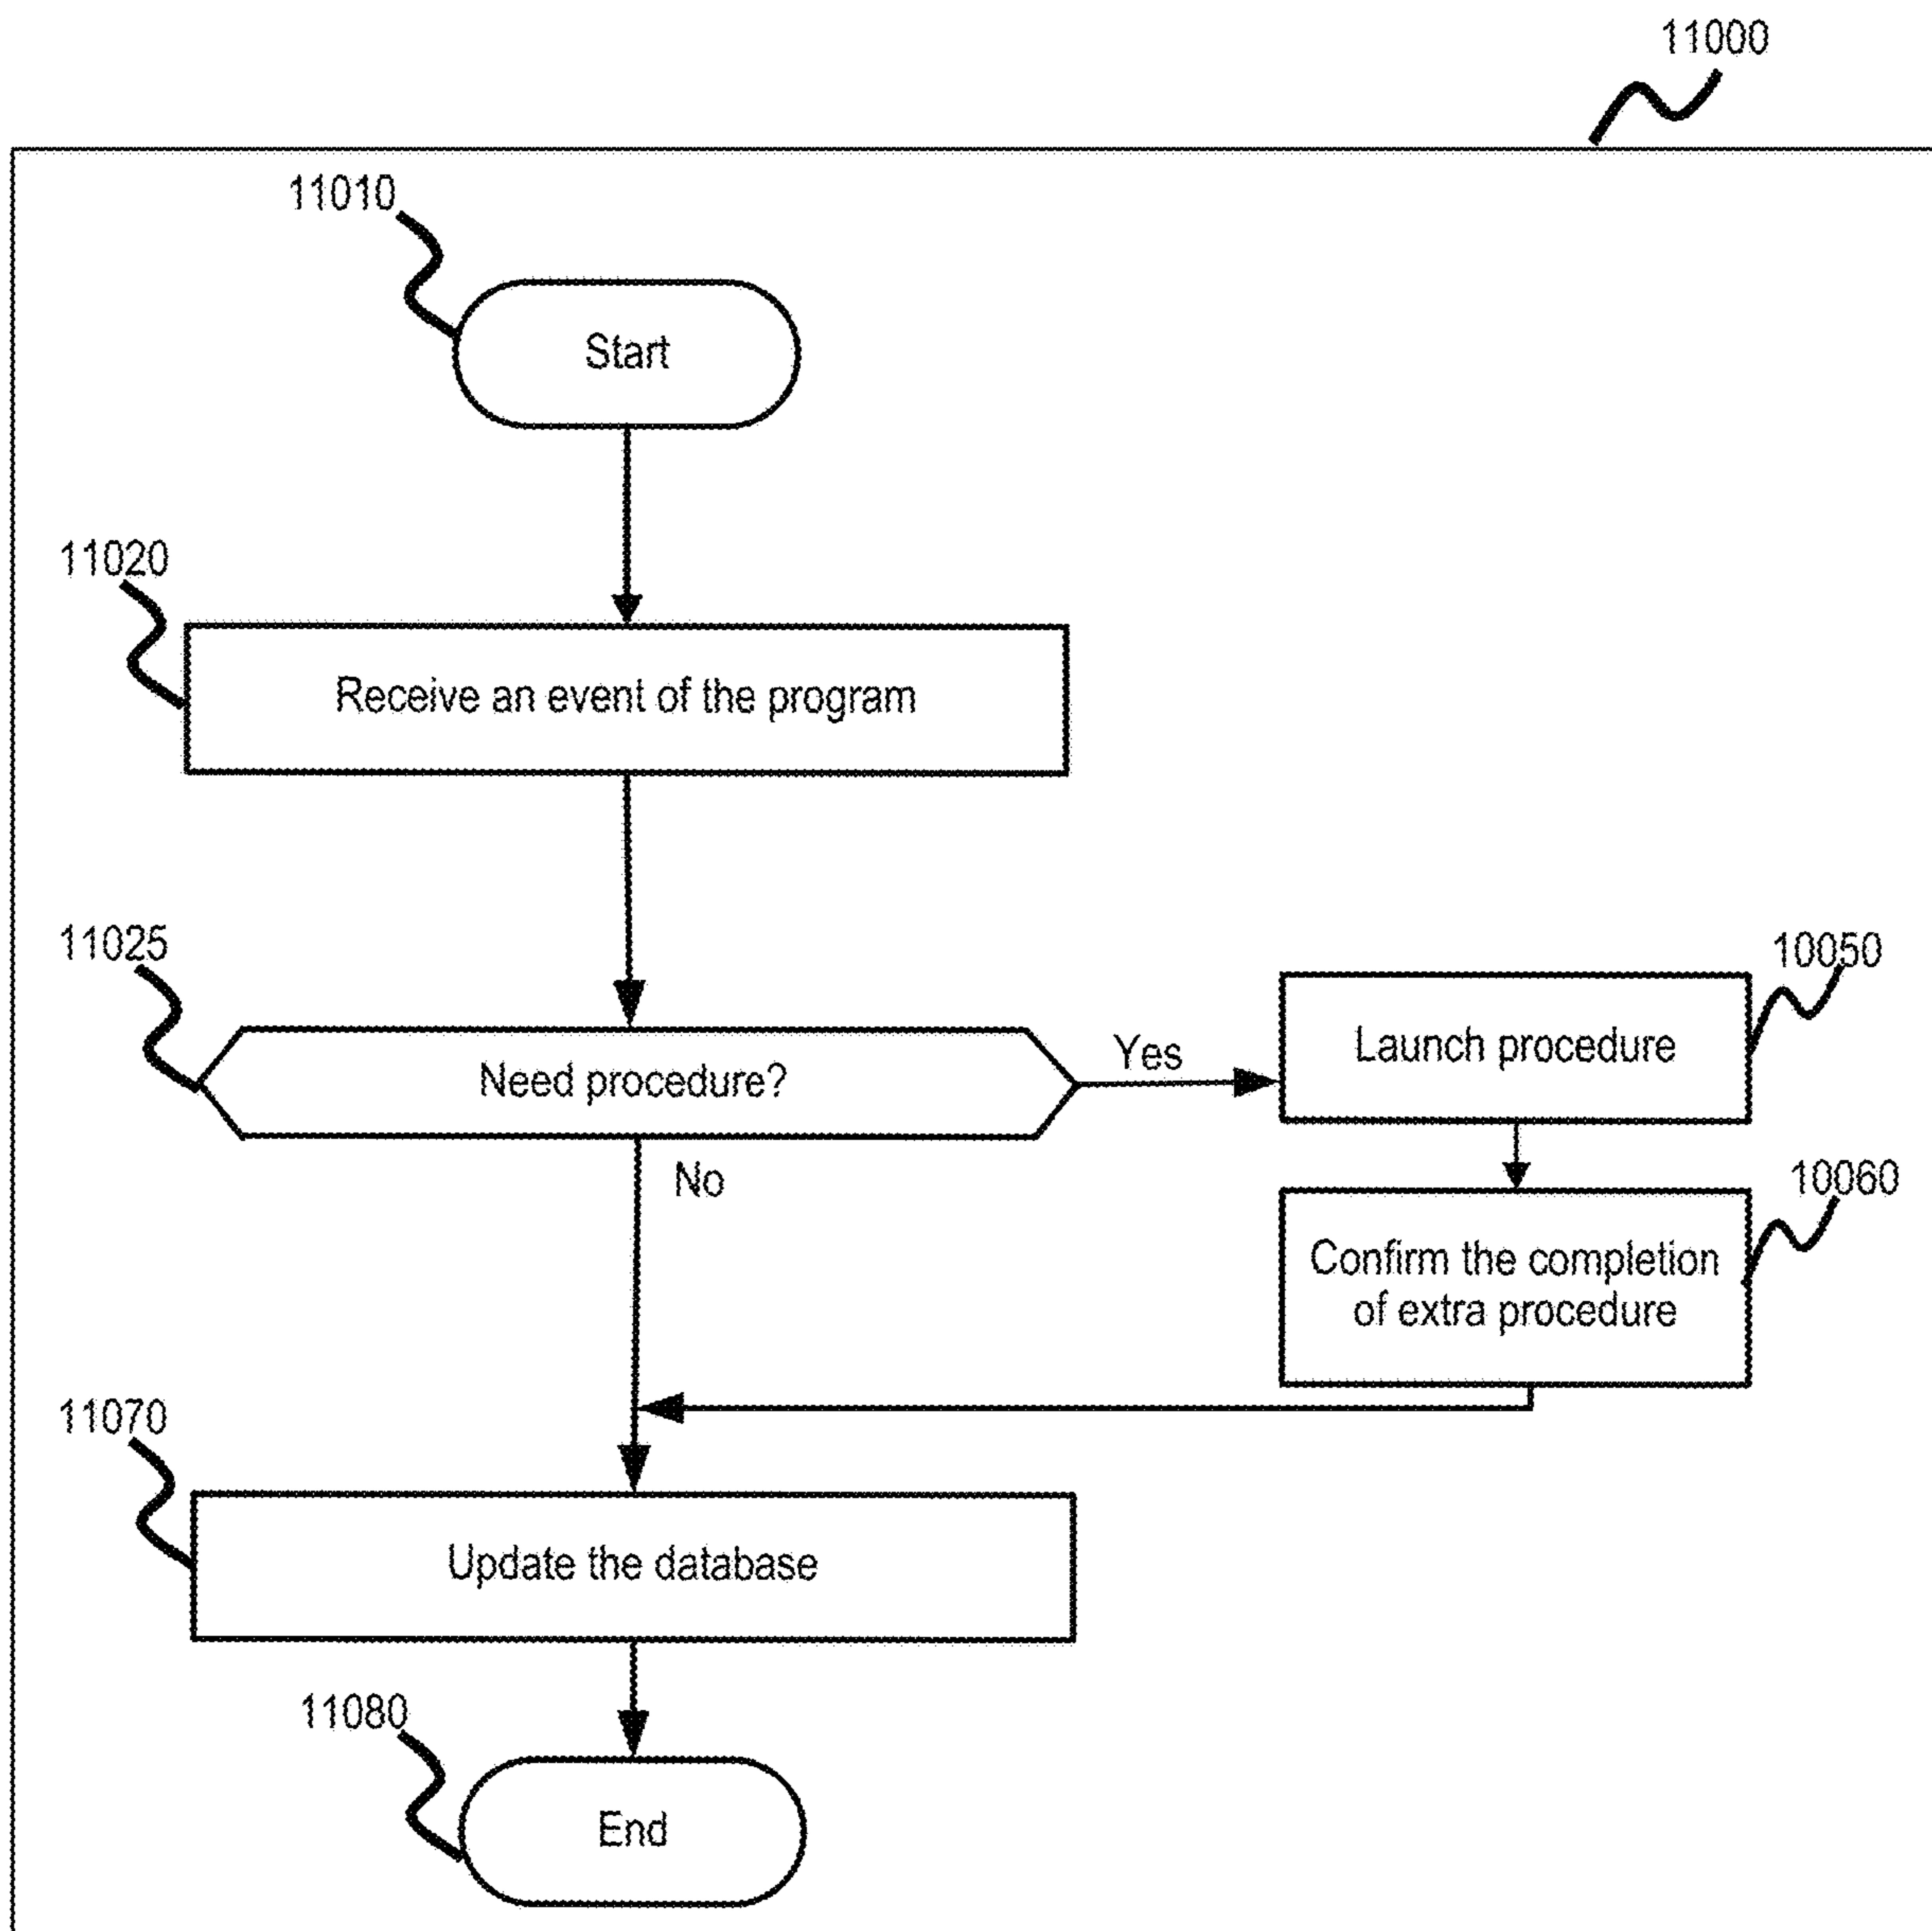 11000
11010
Start
11020
Receive an event of the program
11025
Need procedure?
Yes
10050
Launch procedure
No
10060
Confirm the completion
of extra procedure
11070
Update the database
11080
End